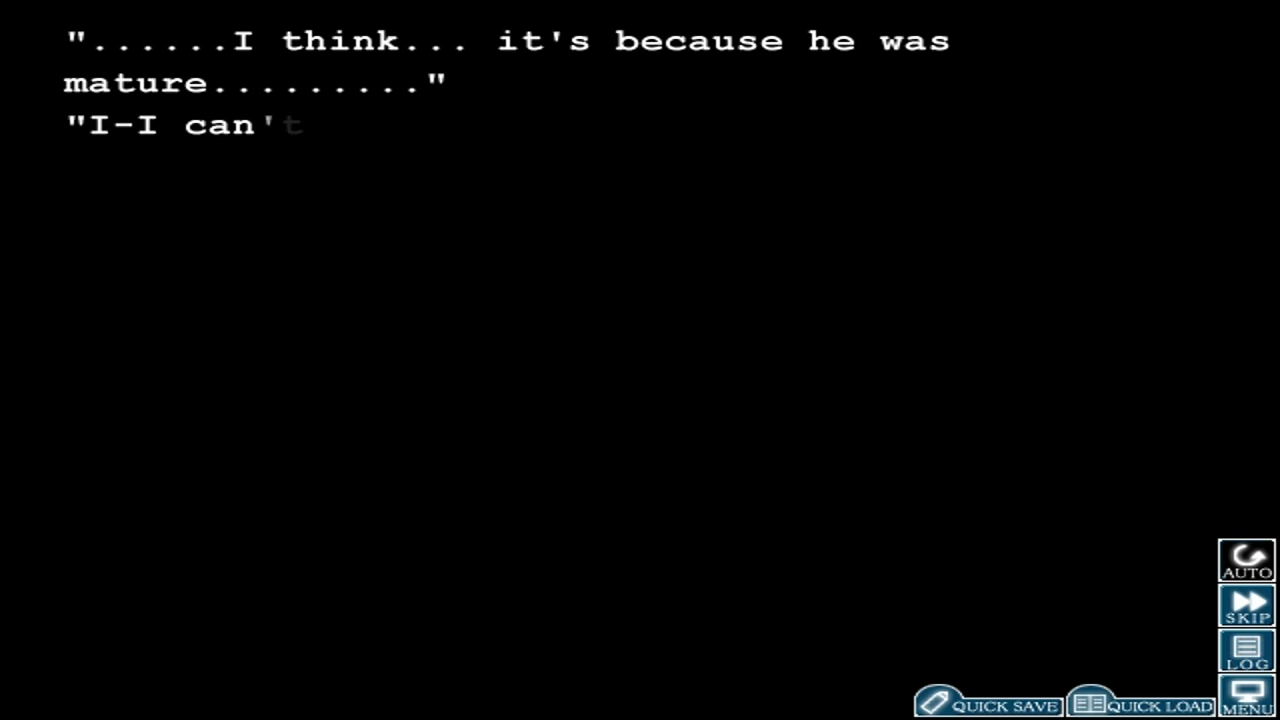 "......I think... it's because he was
mature........."
"I-I can't
AUTO
SKIP
LOG
QUICK SAVE
QUICK LOAD
MENU